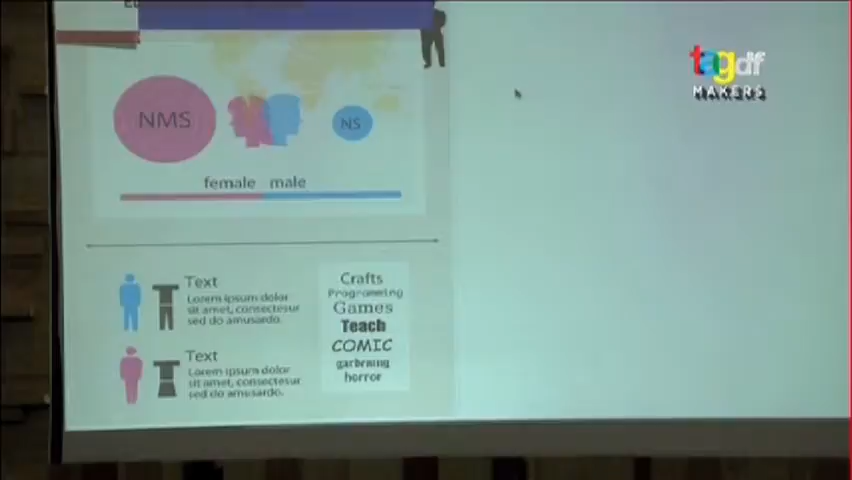 tagdf
MAKERS
NMS
NS
female male
Text
Lorem ipsum dolor
sit amet, consectesur
sed do amusardo.
Text
Lorem ipsum dolor
sit amet, consectesur
sed do amusardo.
Crafts
Programming
Games
Teach
COMIC
gardening
horror